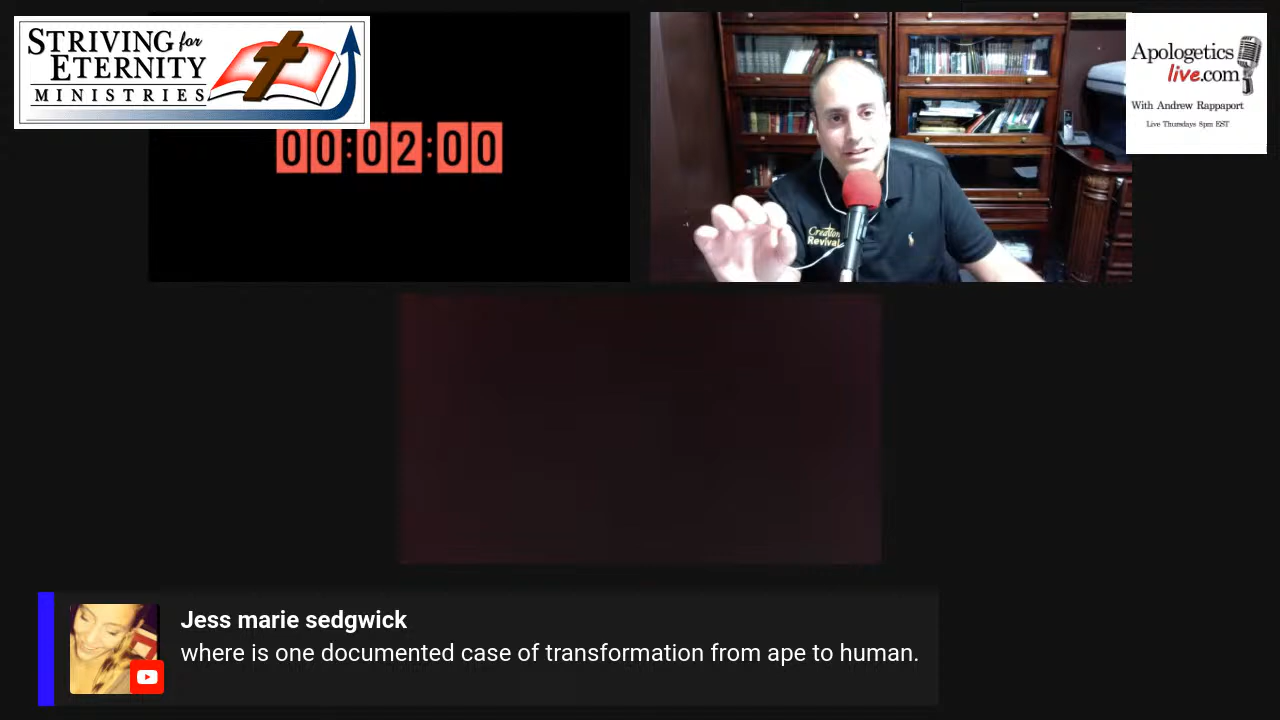 STRIVING for
ETERNITY
MINISTRIES
00:02:00
Creation
Revival
Apologetics
live.com
With Andrew Rappaport
Live Thursdays 8pm EST
Jess marie sedgwick
where is one documented case of transformation from ape to human.